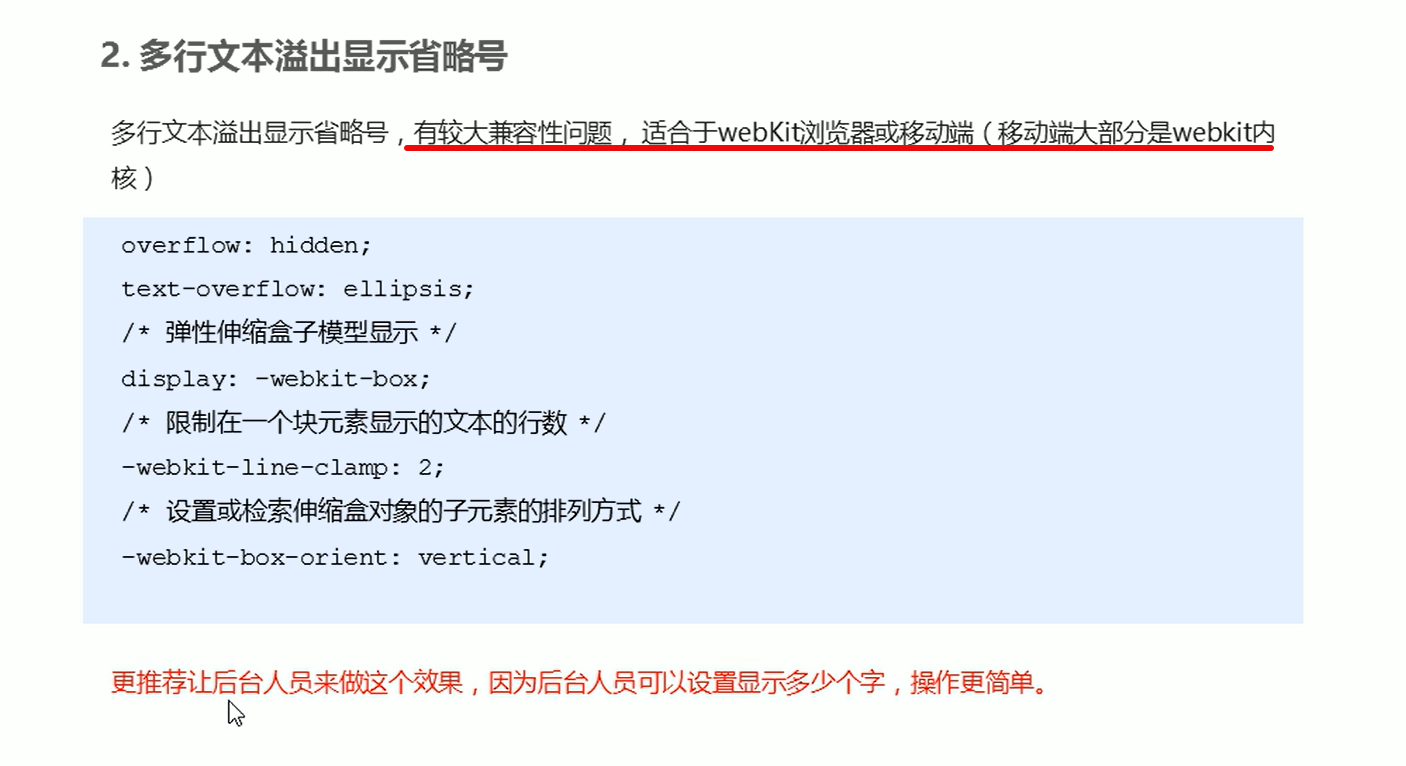 2. 多行文本溢出显示省略号
多行文本溢出显示省略号，有较大兼容性问题， 适合于webKit浏览器或移动端（移动端大部分是webkit内
核）
overflow: hidden;
text-overflow: ellipsis;
/* 弹性伸缩盒子模型显示 */
display: -webkit-box;
/* 限制在一个块元素显示的文本的行数 */
-webkit-line-clamp: 2;
/* 设置或检索伸缩盒对象的子元素的排列方式 */
-webkit-box-orient: vertical;
更推荐让后台人员来做这个效果，因为后台人员可以设置显示多少个字，操作更简单。